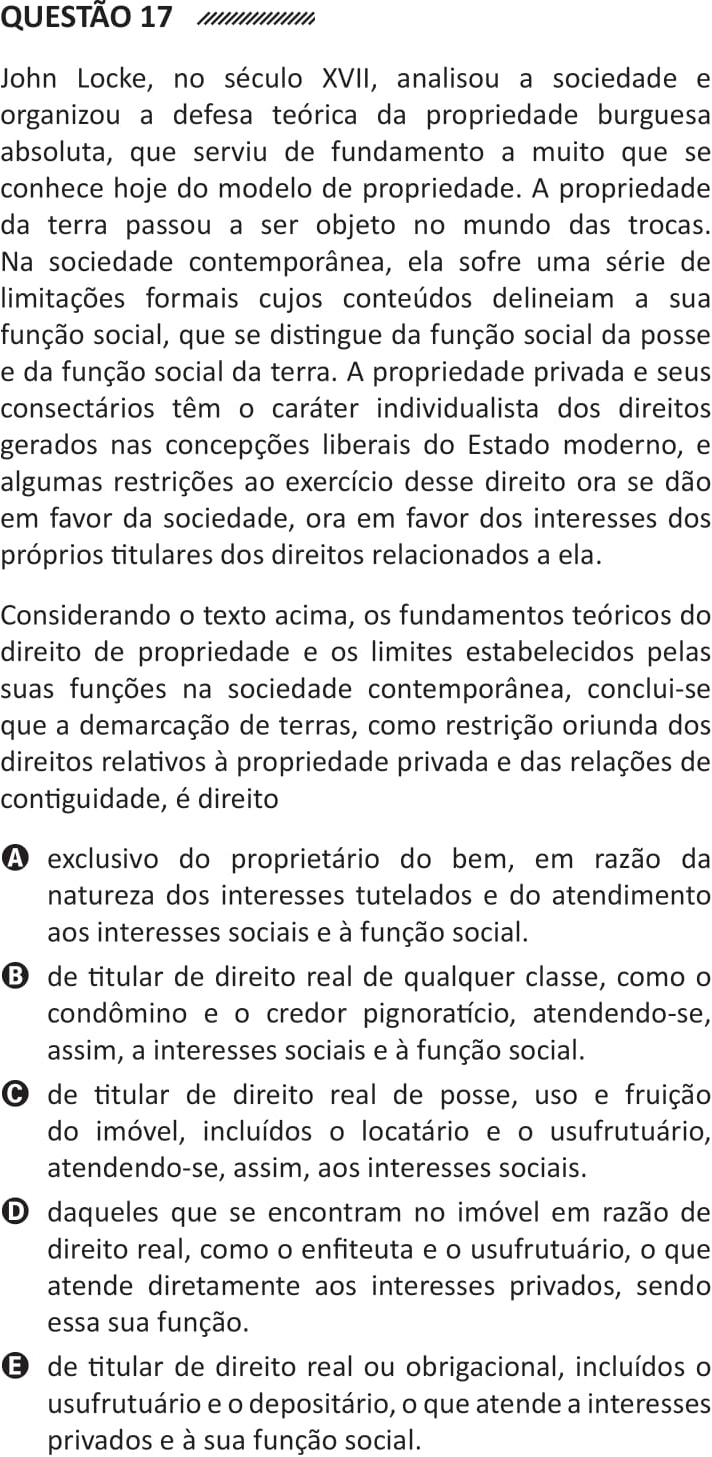 QUESTÃO 17
John Locke, no século XVII, analisou a sociedade e
organizou a defesa teórica da propriedade burguesa
absoluta, que serviu de fundamento a muito que se
conhece hoje do modelo de propriedade. A propriedade
da terra passou a ser objeto no mundo das trocas.
Na sociedade contemporânea, ela sofre uma série de
limitações formais cujos conteúdos delineiam a sua
função social, que se distingue da função social da posse
e da função social da terra. A propriedade privada e seus
consectários têm o caráter individualista dos direitos
gerados nas concepções liberais do Estado moderno, e
algumas restrições ao exercício desse direito ora se dão
em favor da sociedade, ora em favor dos interesses dos
próprios titulares dos direitos relacionados a ela.
Considerando o texto acima, os fundamentos teóricos do
direito de propriedade e os limites estabelecidos pelas
suas funções na sociedade contemporânea, conclui-se
que a demarcação de terras, como restrição oriunda dos
direitos relativos à propriedade privada e das relações de
contiguidade, é direito
A exclusivo do proprietário do bem, em razão da
natureza dos interesses tutelados e do atendimento
aos interesses sociais e à função social.
B de titular de direito real de qualquer classe, como o
condômino e o credor pignoratício, atendendo-se,
assim, a interesses sociais e à função social.
C de titular de direito real de posse, uso e fruição
do imóvel, incluídos o locatário e o usufrutuário,
atendendo-se, assim, aos interesses sociais.
D daqueles que se encontram no imóvel em razão de
direito real, como o enfiteuta e o usufrutuário, o que
atende diretamente aos interesses privados, sendo
essa sua função.
E de titular de direito real ou obrigacional, incluídos o
usufrutuário e o depositário, o que atende a interesses
privados e à sua função social.